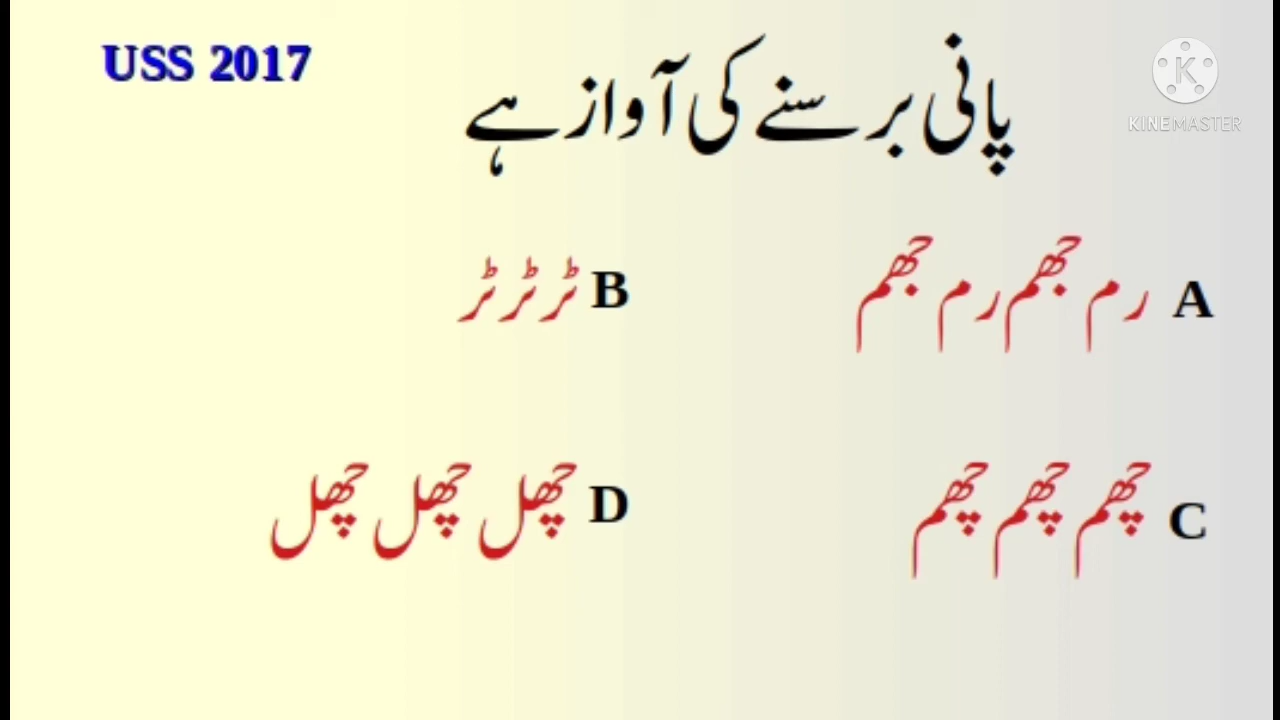 USS 2017
پانی برسنے کی آواز ہے
K
KINEMASTER
A رم جھم رم جھم
B ٹر ٹر ٹر
C چھم چھم چھم
D چھل چھل چھل